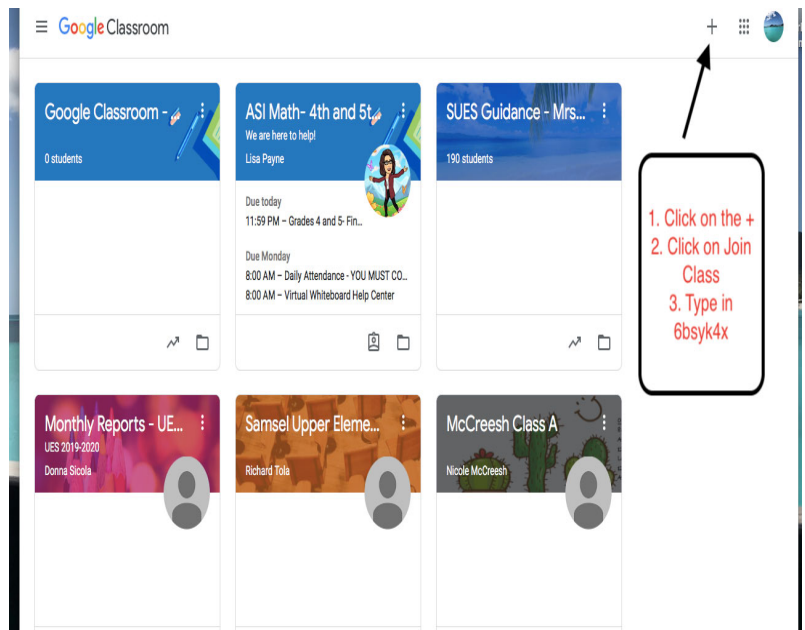 Google Classroom
Google Classroom -
0 students
ASI Math- 4th and 5t
We are here to help!
Lisa Payne
Due today
11:59 PM – Grades 4 and 5- Fin...
Due Monday
8:00 AM – Daily Attendance - YOU MUST CO...
8:00 AM – Virtual Whiteboard Help Center
SUES Guidance - Mrs...
190 students
1. Click on the +
2. Click on Join
Class
3. Type in
6bsyk4x
Monthly Reports - UE...
UES 2019-2020
Donna Sicola
Samsel Upper Eleme...
Richard Tola
McCreesh Class A
Nicole McCreesh